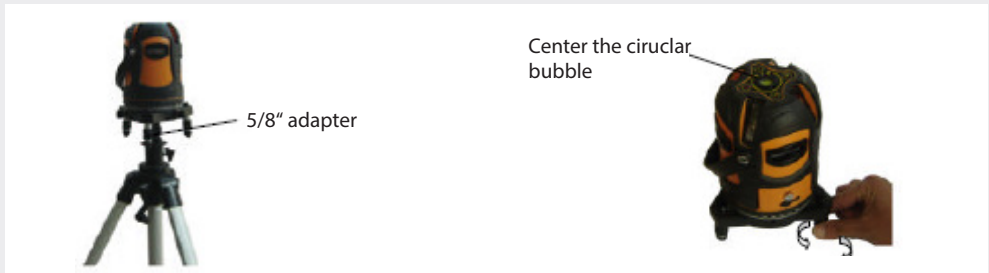 5/8“ adapter
Center the ciruclar
bubble